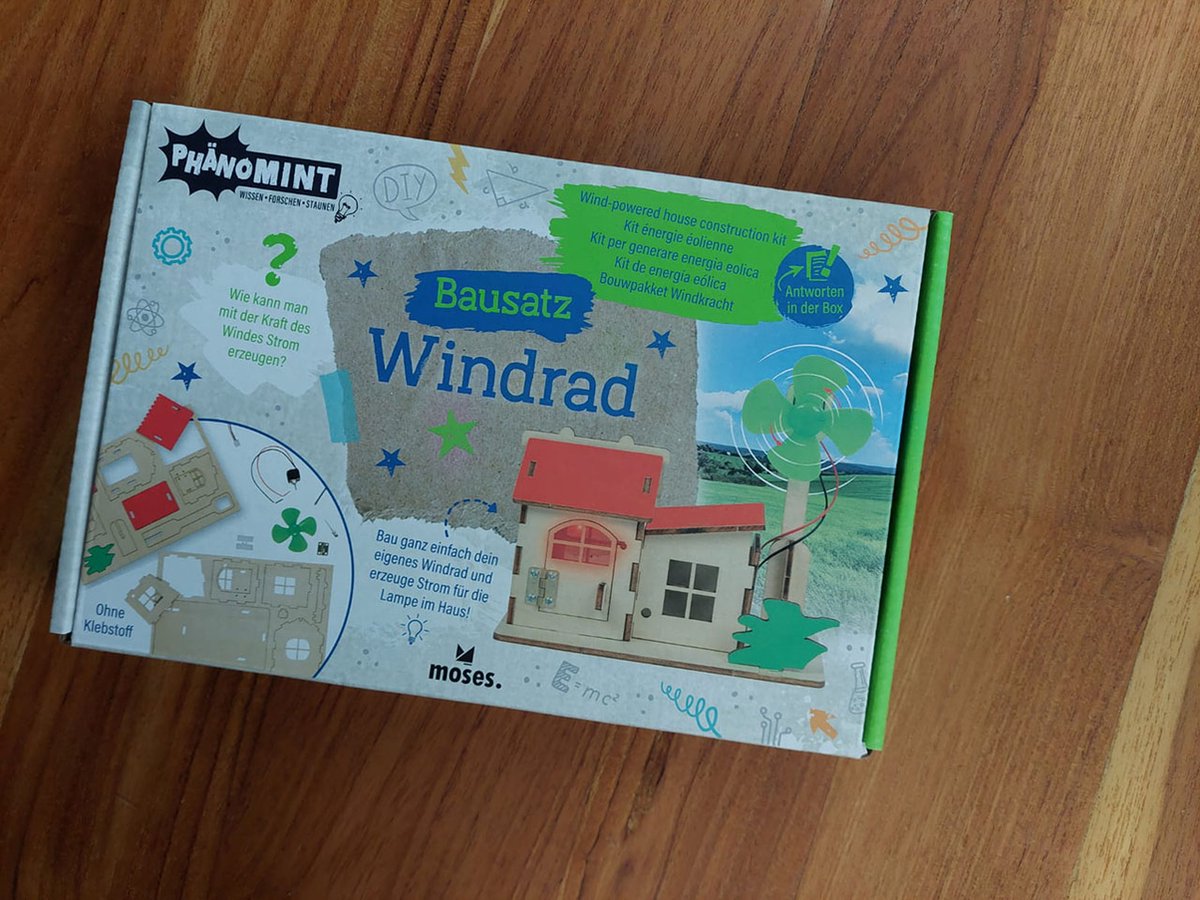 PHÄNOMINT
WISSEN • FORSCHEN • STAUNEN
DIY
?
Wie kann man
mit der Kraft des
Windes Strom
erzeugen?
Wind-powered house construction kit
Kit énergie éolienne
Kit per generare energia eolica
Kit de energía eólica
Bouwpakket Windkracht
Antworten
in der Box
Bausatz
Windrad
Bau ganz einfach dein
eigenes Windrad und
erzeuge Strom für die
Lampe im Haus!
Ohne
Klebstoff
moses.
E=mc²